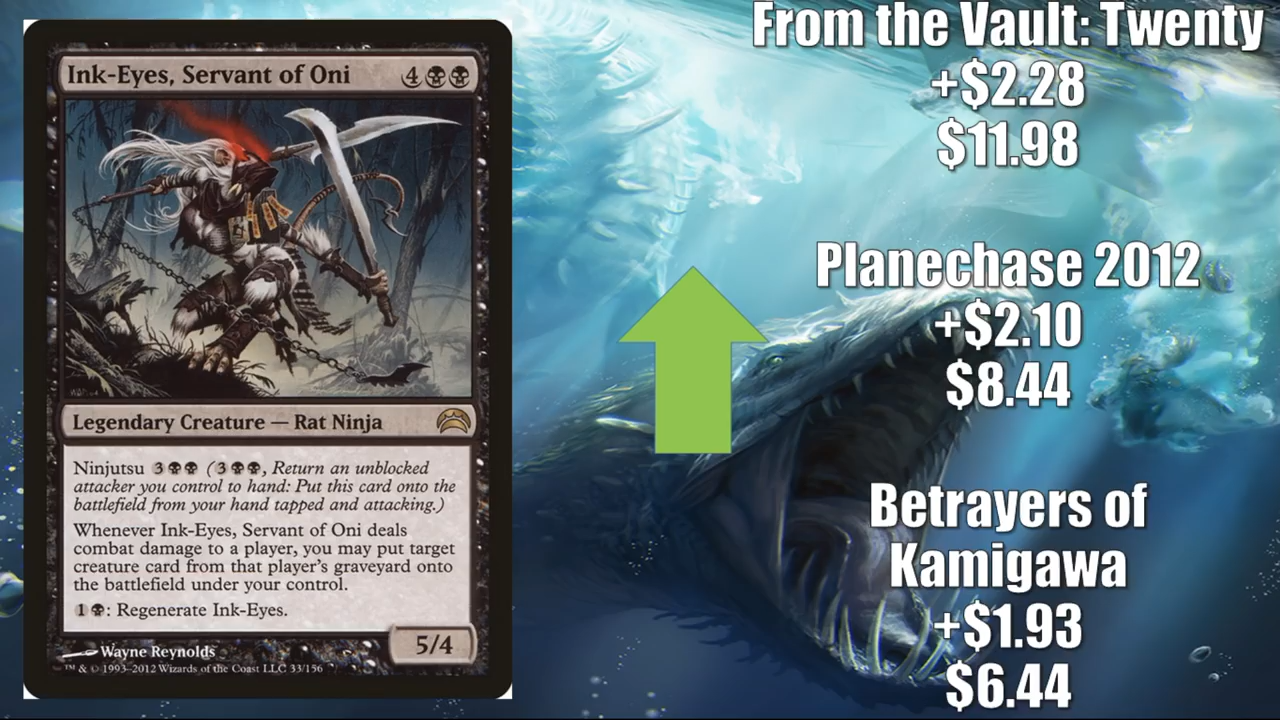 Ink-Eyes, Servant of Oni 4
Legendary Creature — Rat Ninja
Ninjutsu 3 (3, Return an unblocked
attacker you control to hand: Put this card onto the
battlefield from your hand tapped and attacking.)
Whenever Ink-Eyes, Servant of Oni deals
combat damage to a player, you may put target
creature card from that player's graveyard onto
the battlefield under your control.
1: Regenerate Ink-Eyes.
5/4
Wayne Reynolds
™ & © 1993–2012 Wizards of the Coast LLC 33/156
From the Vault: Twenty
+$2.28
$11.98
Planechase 2012
+$2.10
$8.44
Betrayers of
Kamigawa
+$1.93
$6.44